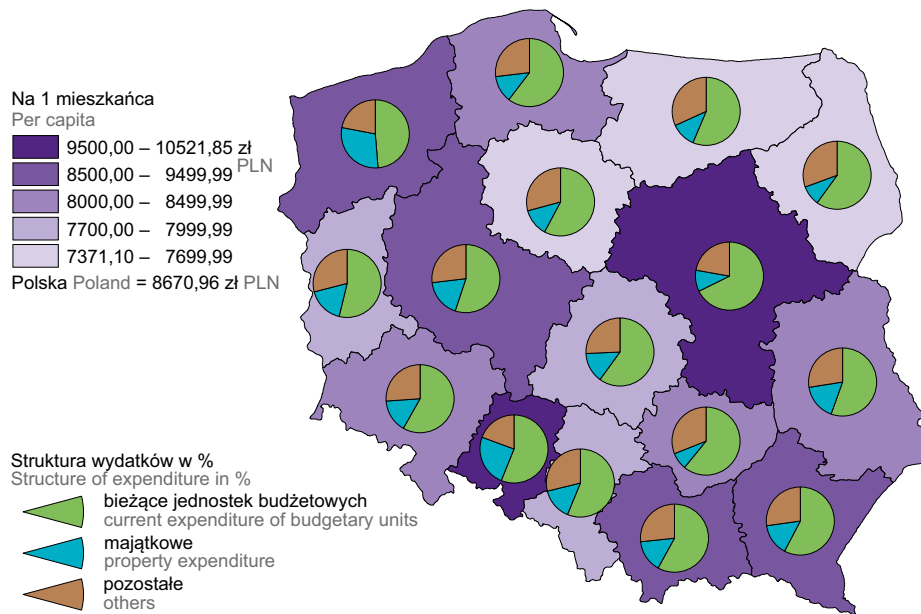 Na 1 mieszkańca
Per capita
9500,00 – 10521,85 zł
PLN
8500,00 – 9499,99
8000,00 – 8499,99
7700,00 – 7999,99
7371,10 – 7699,99
Polska Poland = 8670,96 zł PLN
Struktura wydatków w %
Structure of expenditure in %
bieżące jednostek budżetowych
current expenditure of budgetary units
majątkowe
property expenditure
pozostałe
others